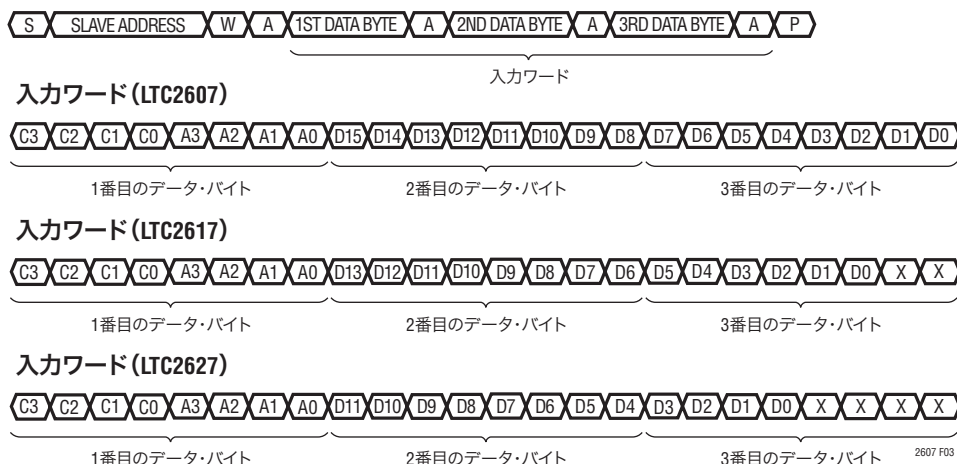 S SLAVE ADDRESS W A 1ST DATA BYTE A 2ND DATA BYTE A 3RD DATA BYTE A P
入力ワード
入力ワード（LTC2607）
C3 C2 C1 C0 A3 A2 A1 A0 D15 D14 D13 D12 D11 D10 D9 D8 D7 D6 D5 D4 D3 D2 D1 D0
1番目のデータ・バイト 2番目のデータ・バイト 3番目のデータ・バイト
入力ワード（LTC2617）
C3 C2 C1 C0 A3 A2 A1 A0 D13 D12 D11 D10 D9 D8 D7 D6 D5 D4 D3 D2 D1 D0 X X
1番目のデータ・バイト 2番目のデータ・バイト 3番目のデータ・バイト
入力ワード（LTC2627）
C3 C2 C1 C0 A3 A2 A1 A0 D11 D10 D9 D8 D7 D6 D5 D4 D3 D2 D1 D0 X X X X
1番目のデータ・バイト 2番目のデータ・バイト 3番目のデータ・バイト 2607 F03